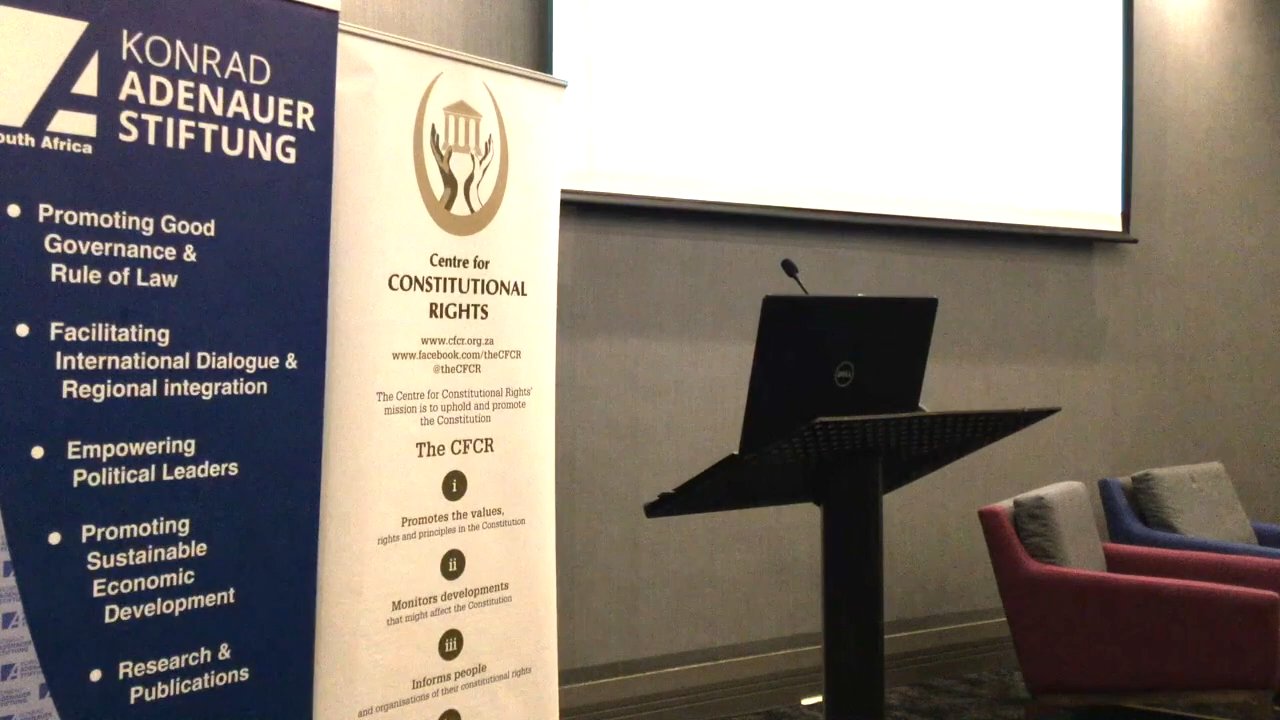 KONRAD
ADENAUER
STIFTUNG
outh Africa
Promoting Good
Governance &
Rule of Law
Facilitating
International Dialogue &
Regional integration
Empowering
Political Leaders
Promoting
Sustainable
Economic
Development
Research &
Publications
Centre for
CONSTITUTIONAL
RIGHTS
www.cfcr.org.za
www.facebook.com/theCFCR
@theCFCR
The Centre for Constitutional Rights'
mission is to uphold and promote
the Constitution
The CFCR
i
Promotes the values,
rights and principles in the Constitution
ii
Monitors developments
that might affect the Constitution
iii
Informs people
and organisations of their constitutional rights
DELL